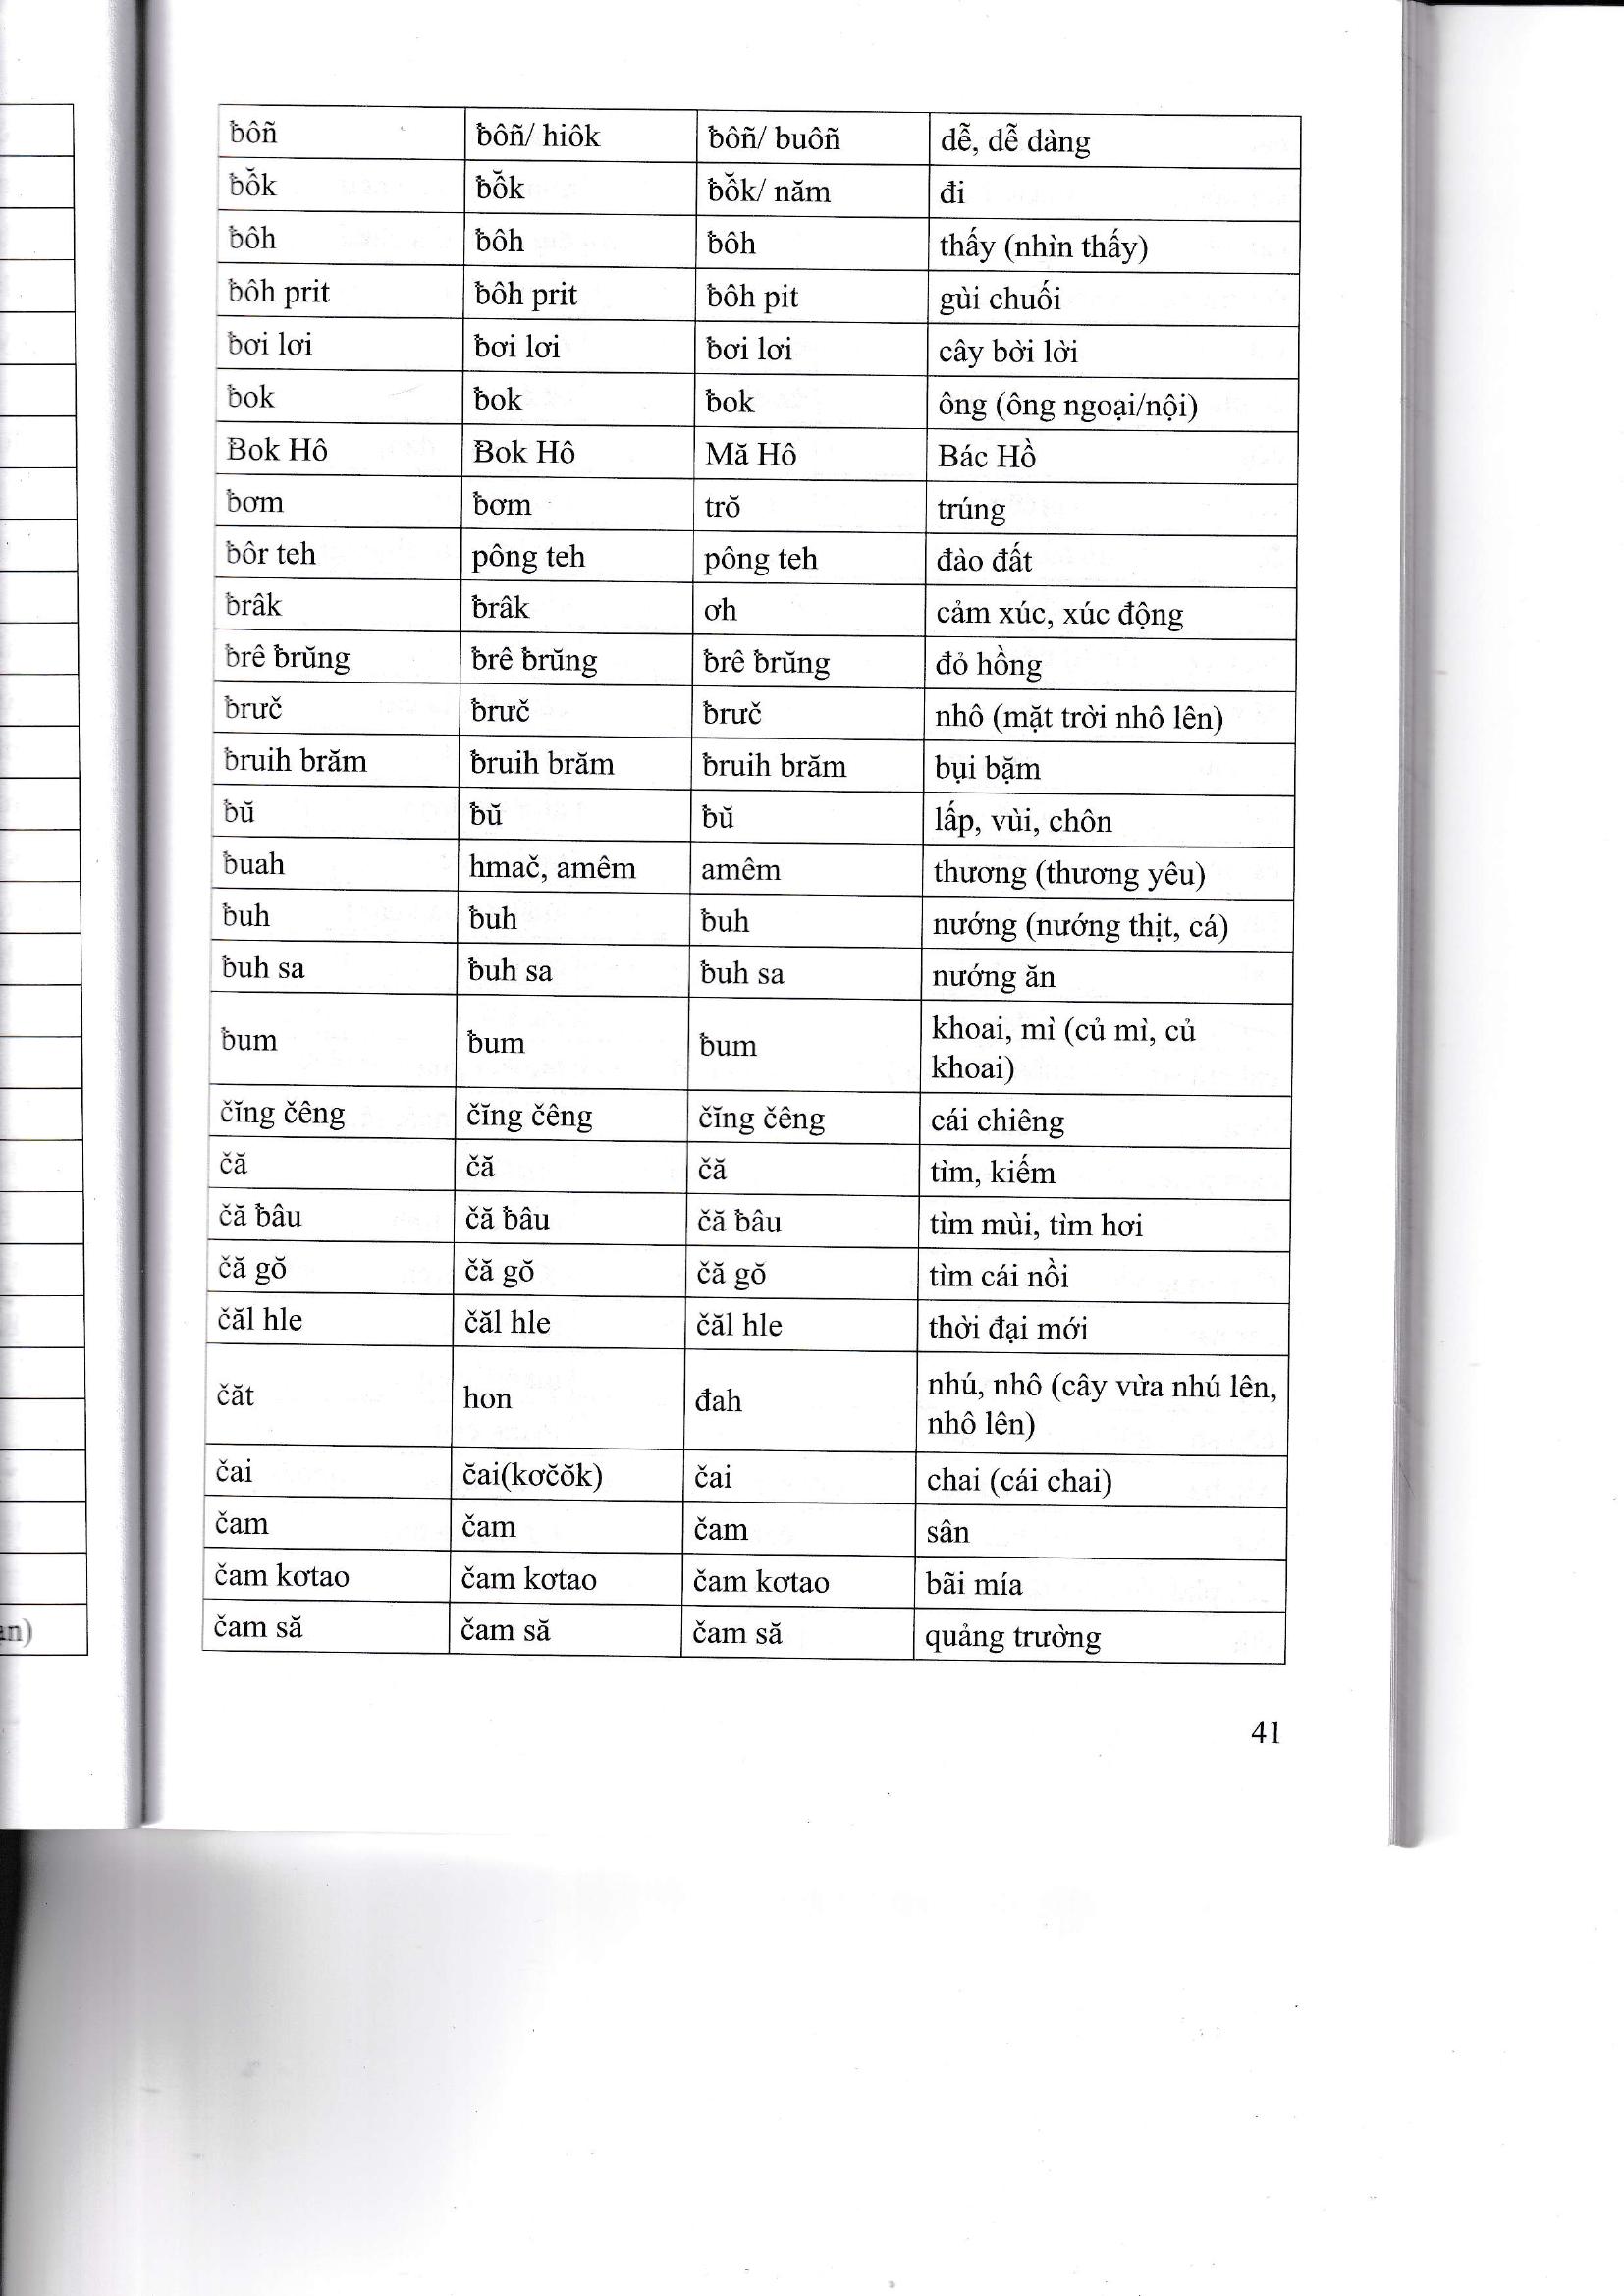 ƀôñ | ƀôñ/ hiôk | ƀôñ/ buôñ | dễ, dễ dàng
ƀô̆k | ƀô̆k | ƀô̆k/ năm | đi
ƀôh | ƀôh | ƀôh | thấy (nhìn thấy)
ƀôh prit | ƀôh prit | ƀôh pit | gùi chuối
ƀơi lơi | ƀơi lơi | ƀơi lơi | cây bời lời
ƀok | ƀok | ƀok | ông (ông ngoại/nội)
Ƀok Hô | Ƀok Hô | Mă Hô | Bác Hồ
ƀơm | ƀơm | trŏ | trúng
ƀôr teh | pông teh | pông teh | đào đất
ƀrâk | ƀrâk | ơh | cảm xúc, xúc động
ƀrê ƀrŭng | ƀrê ƀrŭng | ƀrê ƀrŭng | đỏ hồng
ƀrưč | ƀrưč | ƀrưč | nhô (mặt trời nhô lên)
ƀruih brăm | ƀruih brăm | ƀruih brăm | bụi bặm
ƀŭ | ƀŭ | ƀŭ | lấp, vùi, chôn
ƀuah | hmač, amêm | amêm | thương (thương yêu)
ƀuh | ƀuh | ƀuh | nướng (nướng thịt, cá)
ƀuh sa | ƀuh sa | ƀuh sa | nướng ăn
ƀum | ƀum | ƀum | khoai, mì (củ mì, củ
khoai)
čĭng čêng | čĭng čêng | čĭng čêng | cái chiêng
čă | čă | čă | tìm, kiếm
čă ƀâu | čă ƀâu | čă ƀâu | tìm mùi, tìm hơi
čă gŏ | čă gŏ | čă gŏ | tìm cái nồi
čăl hle | čăl hle | čăl hle | thời đại mới
čăt | hon | đah | nhú, nhô (cây vừa nhú lên,
nhô lên)
čai | čai(kơčŏk) | čai | chai (cái chai)
čam | čam | čam | sân
čam kơtao | čam kơtao | čam kơtao | bãi mía
čam să | čam să | čam să | quảng trường
41